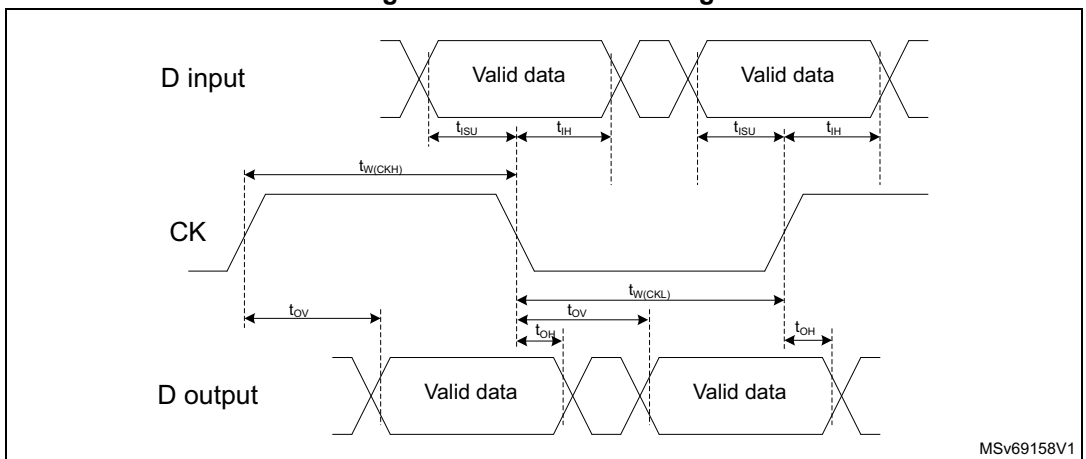 D input
Valid data
Valid data
tISU
tIH
tISU
tIH
tW(CKH)
CK
tW(CKL)
tOV
tOV
tOH
tOH
D output
Valid data
Valid data
MSv69158V1